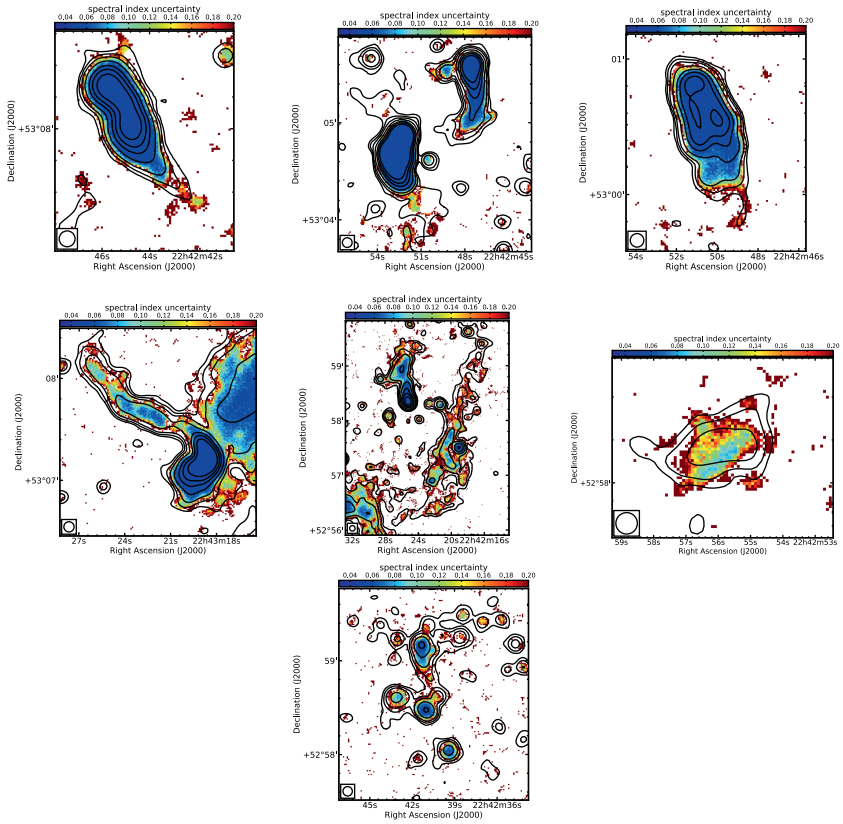 spectral index uncertainty
0.04 0.06 0.08 0.10 0.12 0.14 0.16 0.18 0.20
Declination (J2000)
+53°08'
46s 44s 22h42m42s
Right Ascension (J2000)
spectral index uncertainty
0.04 0.06 0.08 0.10 0.12 0.14 0.16 0.18 0.20
Declination (J2000)
05'
+53°04'
54s 51s 48s 22h42m45s
Right Ascension (J2000)
spectral index uncertainty
0.04 0.06 0.08 0.10 0.12 0.14 0.16 0.18 0.20
Declination (J2000)
01'
+53°00'
54s 52s 50s 48s 22h42m46s
Right Ascension (J2000)
spectral index uncertainty
0.04 0.06 0.08 0.10 0.12 0.14 0.16 0.18 0.20
Declination (J2000)
08'
+53°07'
27s 24s 21s 22h43m18s
Right Ascension (J2000)
spectral index uncertainty
0.04 0.06 0.08 0.10 0.12 0.14 0.16 0.18 0.20
Declination (J2000)
59'
58'
57'
+52°56'
32s 28s 24s 20s 22h42m16s
Right Ascension (J2000)
spectral index uncertainty
0.04 0.06 0.08 0.10 0.12 0.14 0.16 0.18 0.20
Declination (J2000)
+52°58'
59s 58s 57s 56s 55s 54s 22h42m53s
Right Ascension (J2000)
spectral index uncertainty
0.04 0.06 0.08 0.10 0.12 0.14 0.16 0.18 0.20
Declination (J2000)
59'
+52°58'
45s 42s 39s 22h42m36s
Right Ascension (J2000)